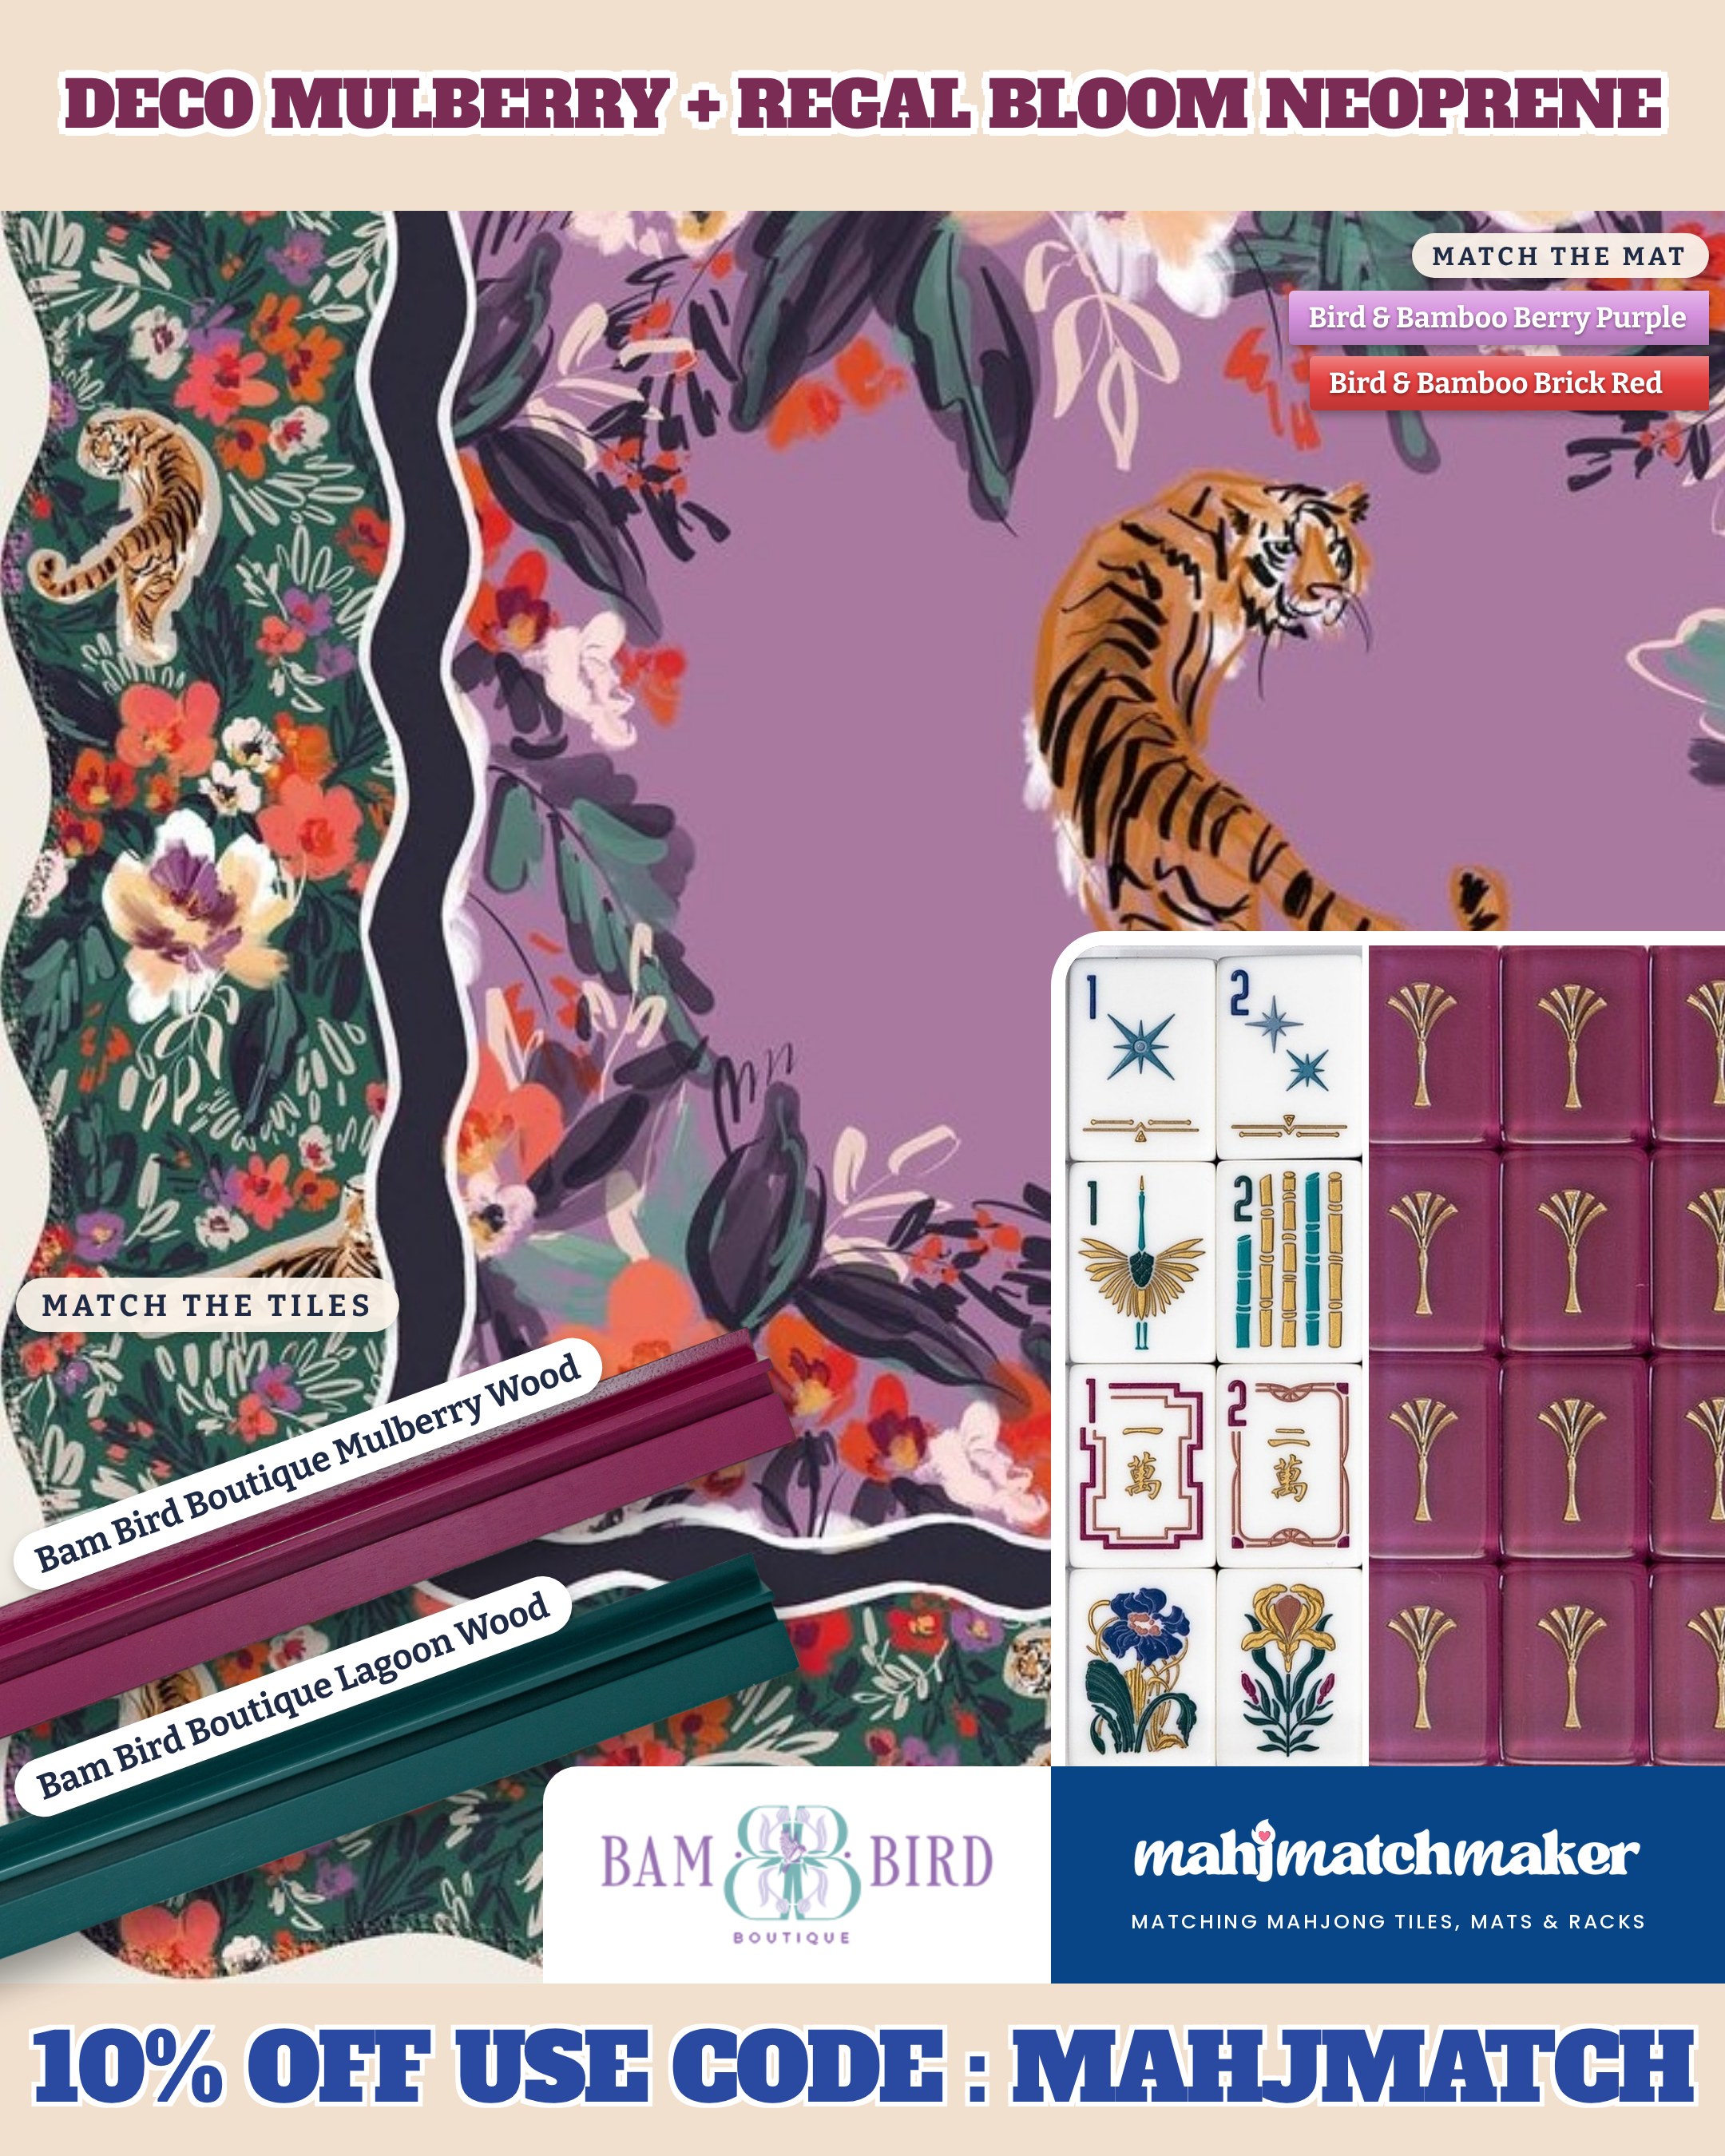 DECO MULBERRY + REGAL BLOOM NEOPRENE
MATCH THE MAT
Bird & Bamboo Berry Purple
Bird & Bamboo Brick Red
1 2
1 2
1 2
一萬 二萬
MATCH THE TILES
Bam Bird Boutique Mulberry Wood
Bam Bird Boutique Lagoon Wood
BAM BIRD
BOUTIQUE
mahjmatchmaker
MATCHING MAHJONG TILES, MATS & RACKS
10% OFF USE CODE : MAHJMATCH